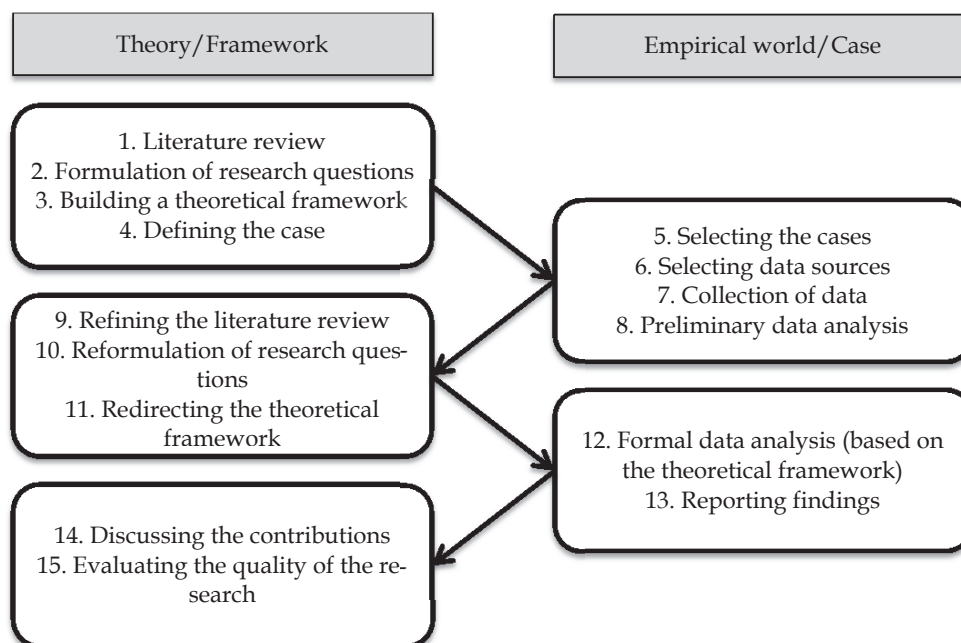 Theory/Framework
Empirical world/Case
1. Literature review
2. Formulation of research questions
3. Building a theoretical framework
4. Defining the case
5. Selecting the cases
6. Selecting data sources
7. Collection of data
8. Preliminary data analysis
9. Refining the literature review
10. Reformulation of research ques-
tions
11. Redirecting the theoretical
framework
12. Formal data analysis (based on
the theoretical framework)
13. Reporting findings
14. Discussing the contributions
15. Evaluating the quality of the re-
search